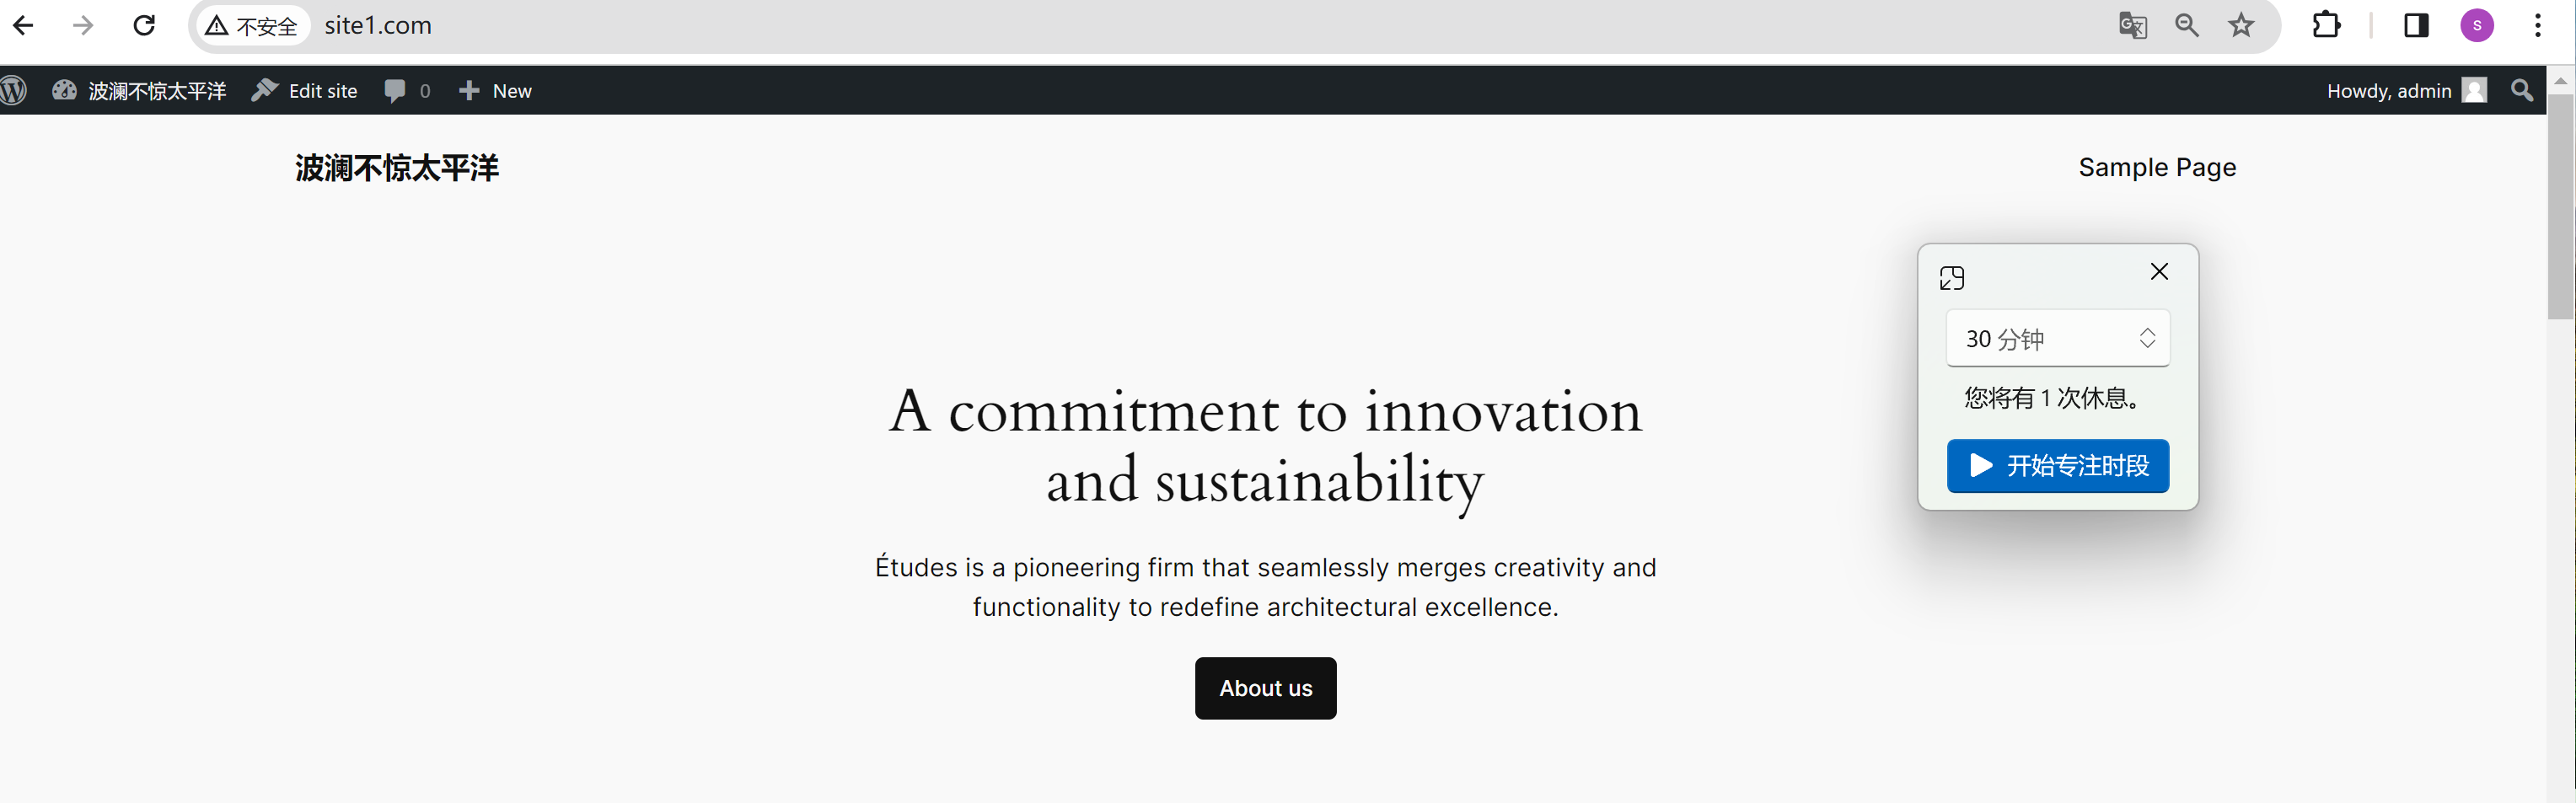 不安全 site1.com
S
波澜不惊太平洋 Edit site 0 New Howdy, admin
波澜不惊太平洋 Sample Page
30 分钟
您将有 1 次休息。
开始专注时段
A commitment to innovation
and sustainability
Études is a pioneering firm that seamlessly merges creativity and
functionality to redefine architectural excellence.
About us